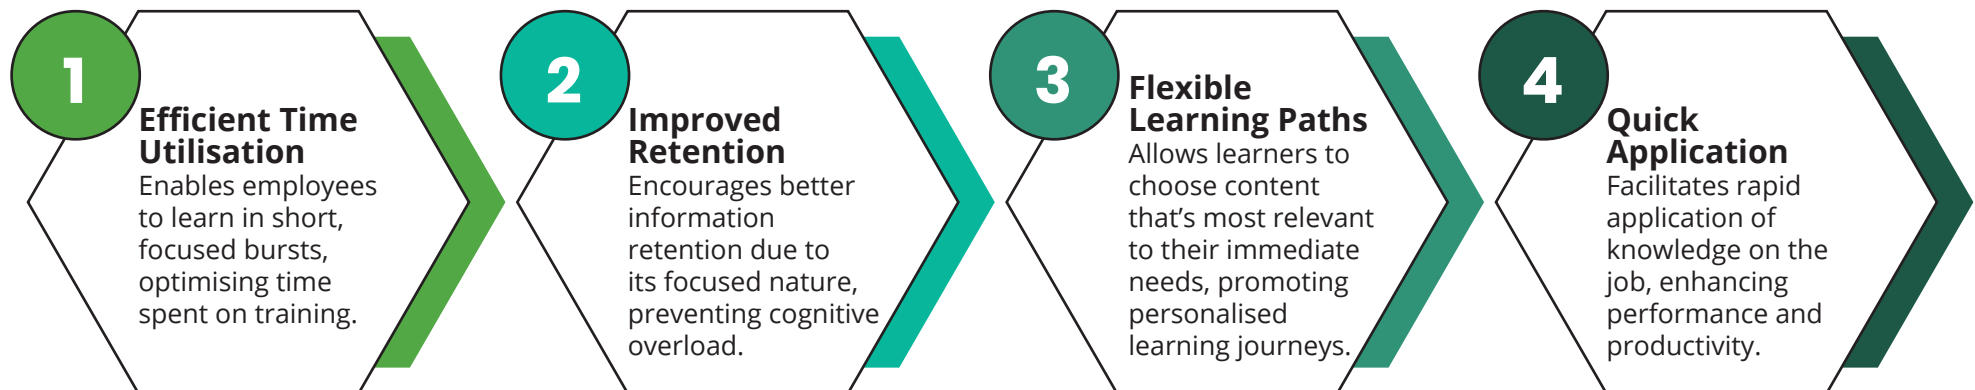 1
Efficient Time
Utilisation
Enables employees
to learn in short,
focused bursts,
optimising time
spent on training.
2
Improved
Retention
Encourages better
information
retention due to
its focused nature,
preventing cognitive
overload.
3
Flexible
Learning Paths
Allows learners to
choose content
that’s most relevant
to their immediate
needs, promoting
personalised
learning journeys.
4
Quick
Application
Facilitates rapid
application of
knowledge on the
job, enhancing
performance and
productivity.